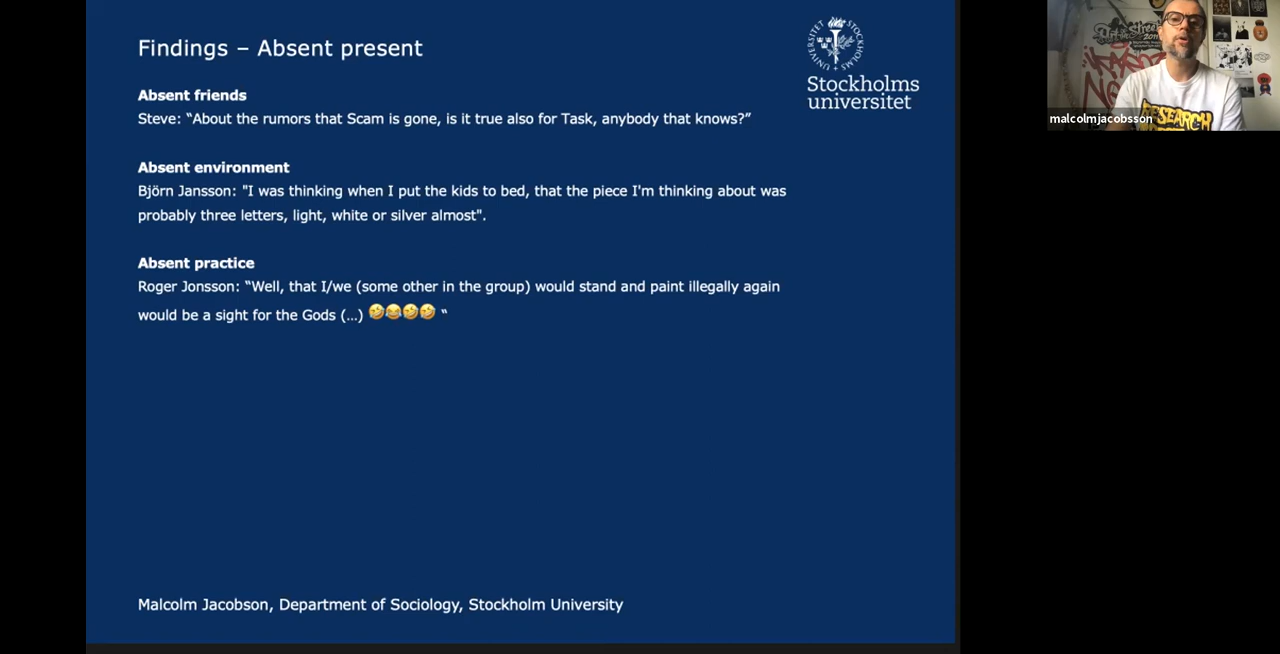 Findings – Absent present
Absent friends
Steve: “About the rumors that Scam is gone, is it true also for Task, anybody that knows?”
Absent environment
Björn Jansson: "I was thinking when I put the kids to bed, that the piece I'm thinking about was
probably three letters, light, white or silver almost".
Absent practice
Roger Jonsson: “Well, that I/we (some other in the group) would stand and paint illegally again
would be a sight for the Gods (…) 🤣😂🤣🤣 “
Malcolm Jacobson, Department of Sociology, Stockholm University
STOCKHOLMS UNIVERSITET
Stockholms
universitet
malcolmjacobsson
RESEARCH